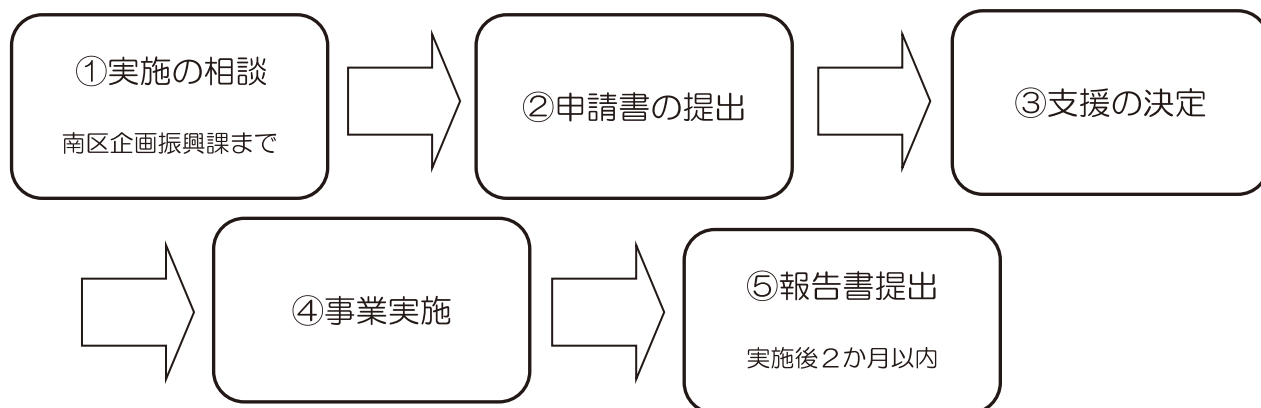 ①実施の相談
南区企画振興課まで
②申請書の提出
③支援の決定
④事業実施
⑤報告書提出
実施後２か月以内